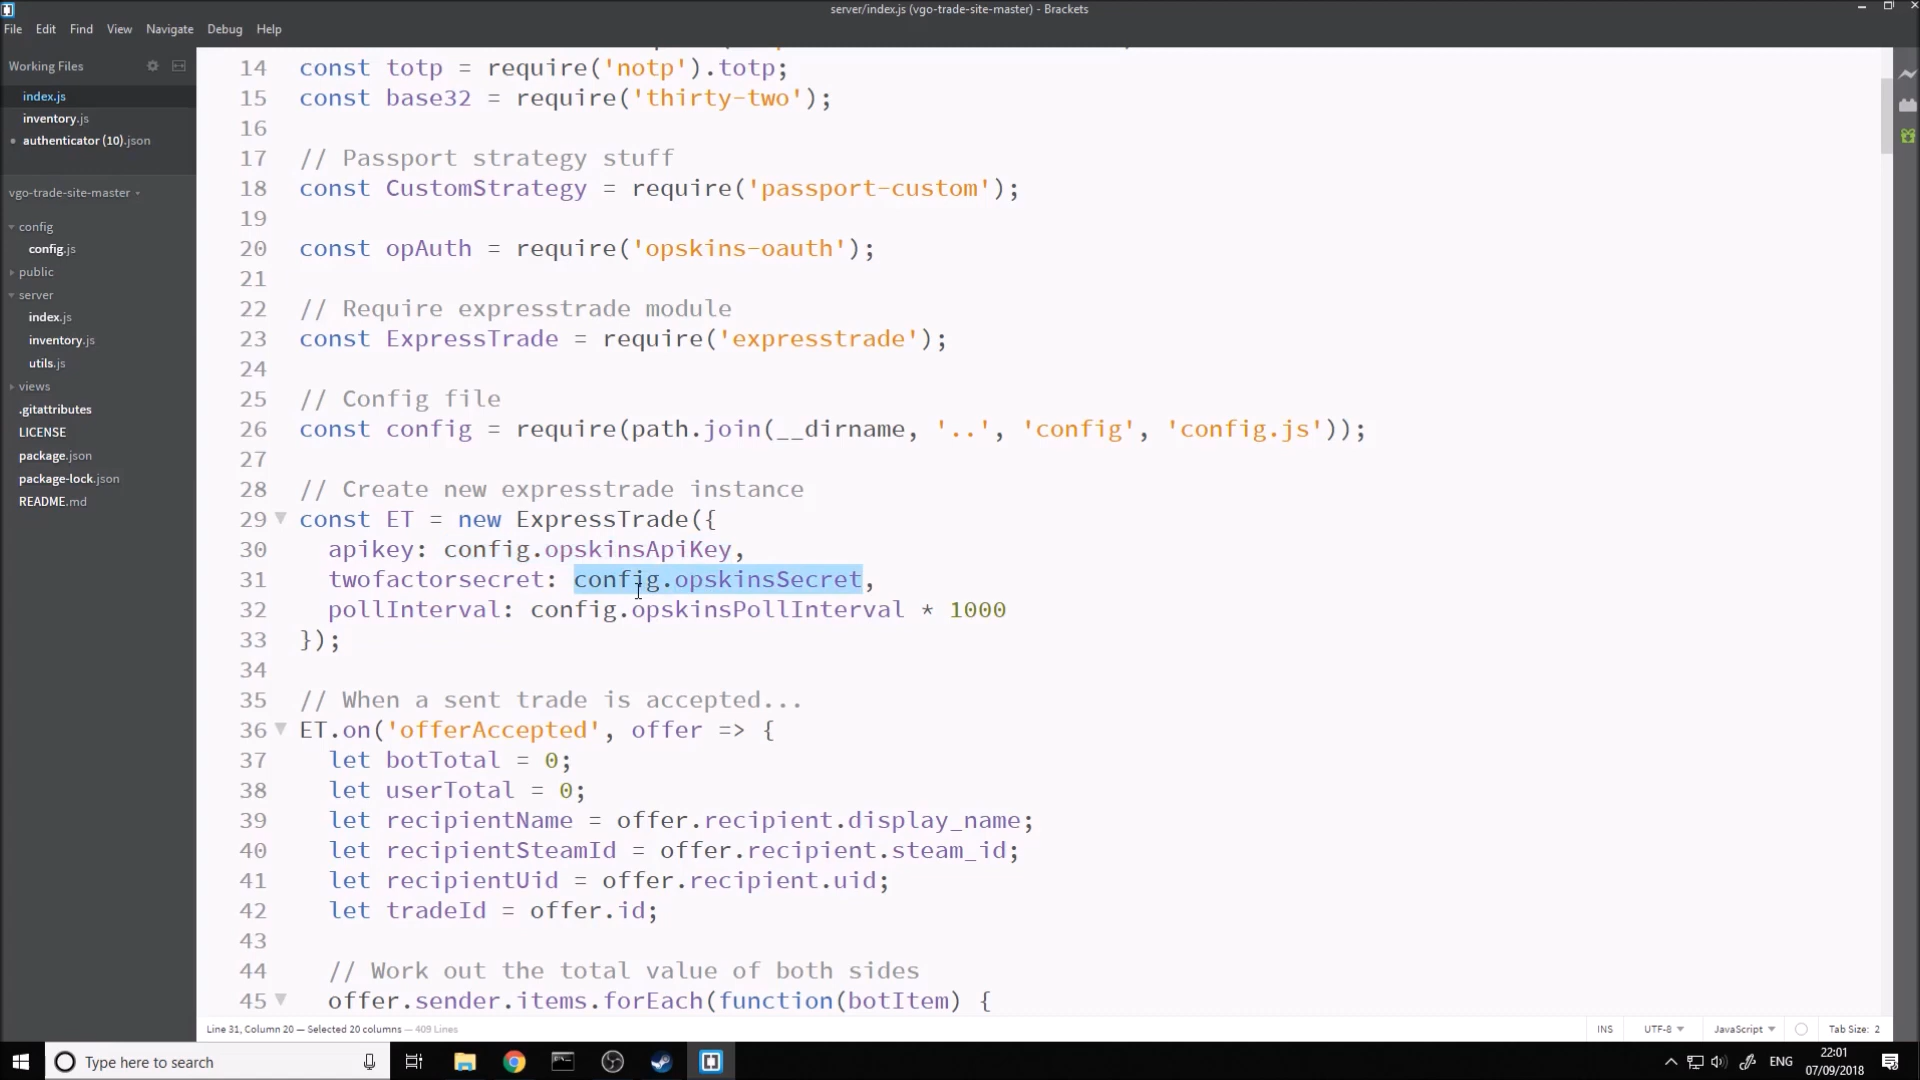 server/index.js (vgo-trade-site-master) - Brackets
File Edit Find View Navigate Debug Help
Working Files
index.js
inventory.js
authenticator (10).json
vgo-trade-site-master
config
config.js
public
server
index.js
inventory.js
utils.js
views
.gitattributes
LICENSE
package.json
package-lock.json
README.md
14 const totp = require('notp').totp;
15 const base32 = require('thirty-two');
16
17 // Passport strategy stuff
18 const CustomStrategy = require('passport-custom');
19
20 const opAuth = require('opskins-oauth');
21
22 // Require expresstrade module
23 const ExpressTrade = require('expresstrade');
24
25 // Config file
26 const config = require(path.join(__dirname, '..', 'config', 'config.js'));
27
28 // Create new expresstrade instance
29 const ET = new ExpressTrade({
30 apikey: config.opskinsApiKey,
31 twofactorsecret: config.opskinsSecret,
32 pollInterval: config.opskinsPollInterval * 1000
33 });
34
35 // When a sent trade is accepted...
36 ET.on('offerAccepted', offer => {
37 let botTotal = 0;
38 let userTotal = 0;
39 let recipientName = offer.recipient.display_name;
40 let recipientSteamId = offer.recipient.steam_id;
41 let recipientUid = offer.recipient.uid;
42 let tradeId = offer.id;
43
44 // Work out the total value of both sides
45 offer.sender.items.forEach(function(botItem) {
Line 31, Column 20 — Selected 20 columns — 409 Lines
INS UTF-8 JavaScript Tab Size: 2
Type here to search
ENG
22:01
07/09/2018